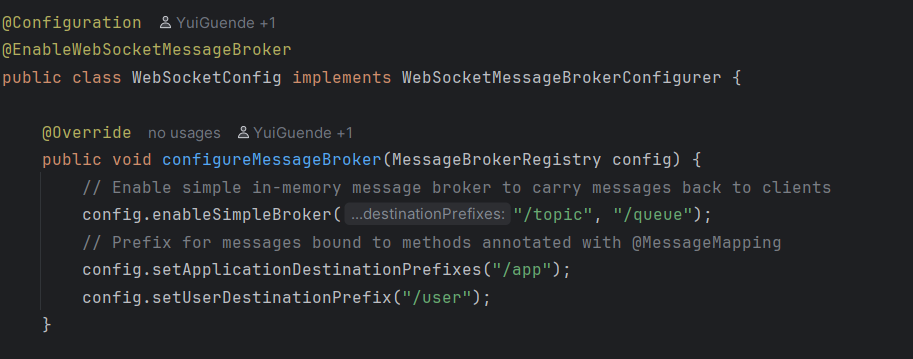 @Configuration YuiGuende +1
@EnableWebSocketMessageBroker
public class WebSocketConfig implements WebSocketMessageBrokerConfigurer {
@Override no usages YuiGuende +1
public void configureMessageBroker(MessageBrokerRegistry config) {
// Enable simple in-memory message broker to carry messages back to clients
config.enableSimpleBroker( ...destinationPrefixes: "/topic", "/queue");
// Prefix for messages bound to methods annotated with @MessageMapping
config.setApplicationDestinationPrefixes("/app");
config.setUserDestinationPrefix("/user");
}